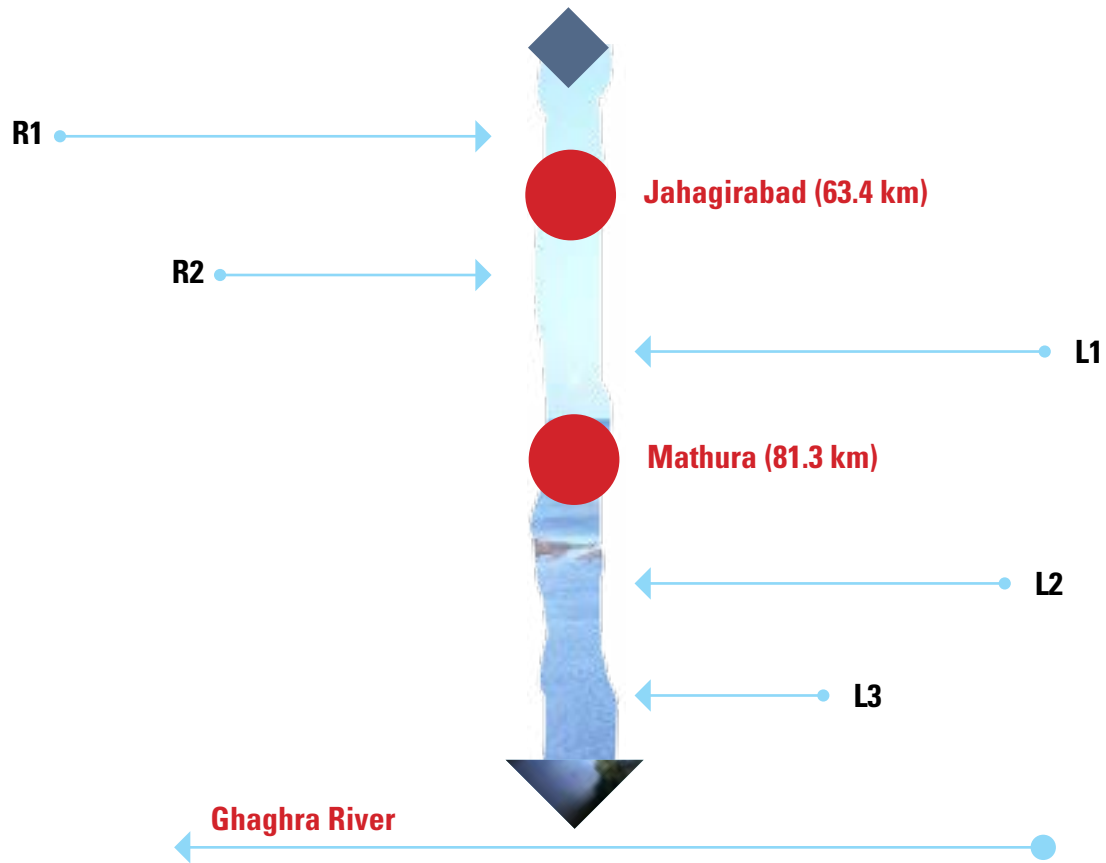 R1
Jahagirabad (63.4 km)
R2
L1
Mathura (81.3 km)
L2
L3
Ghaghra River